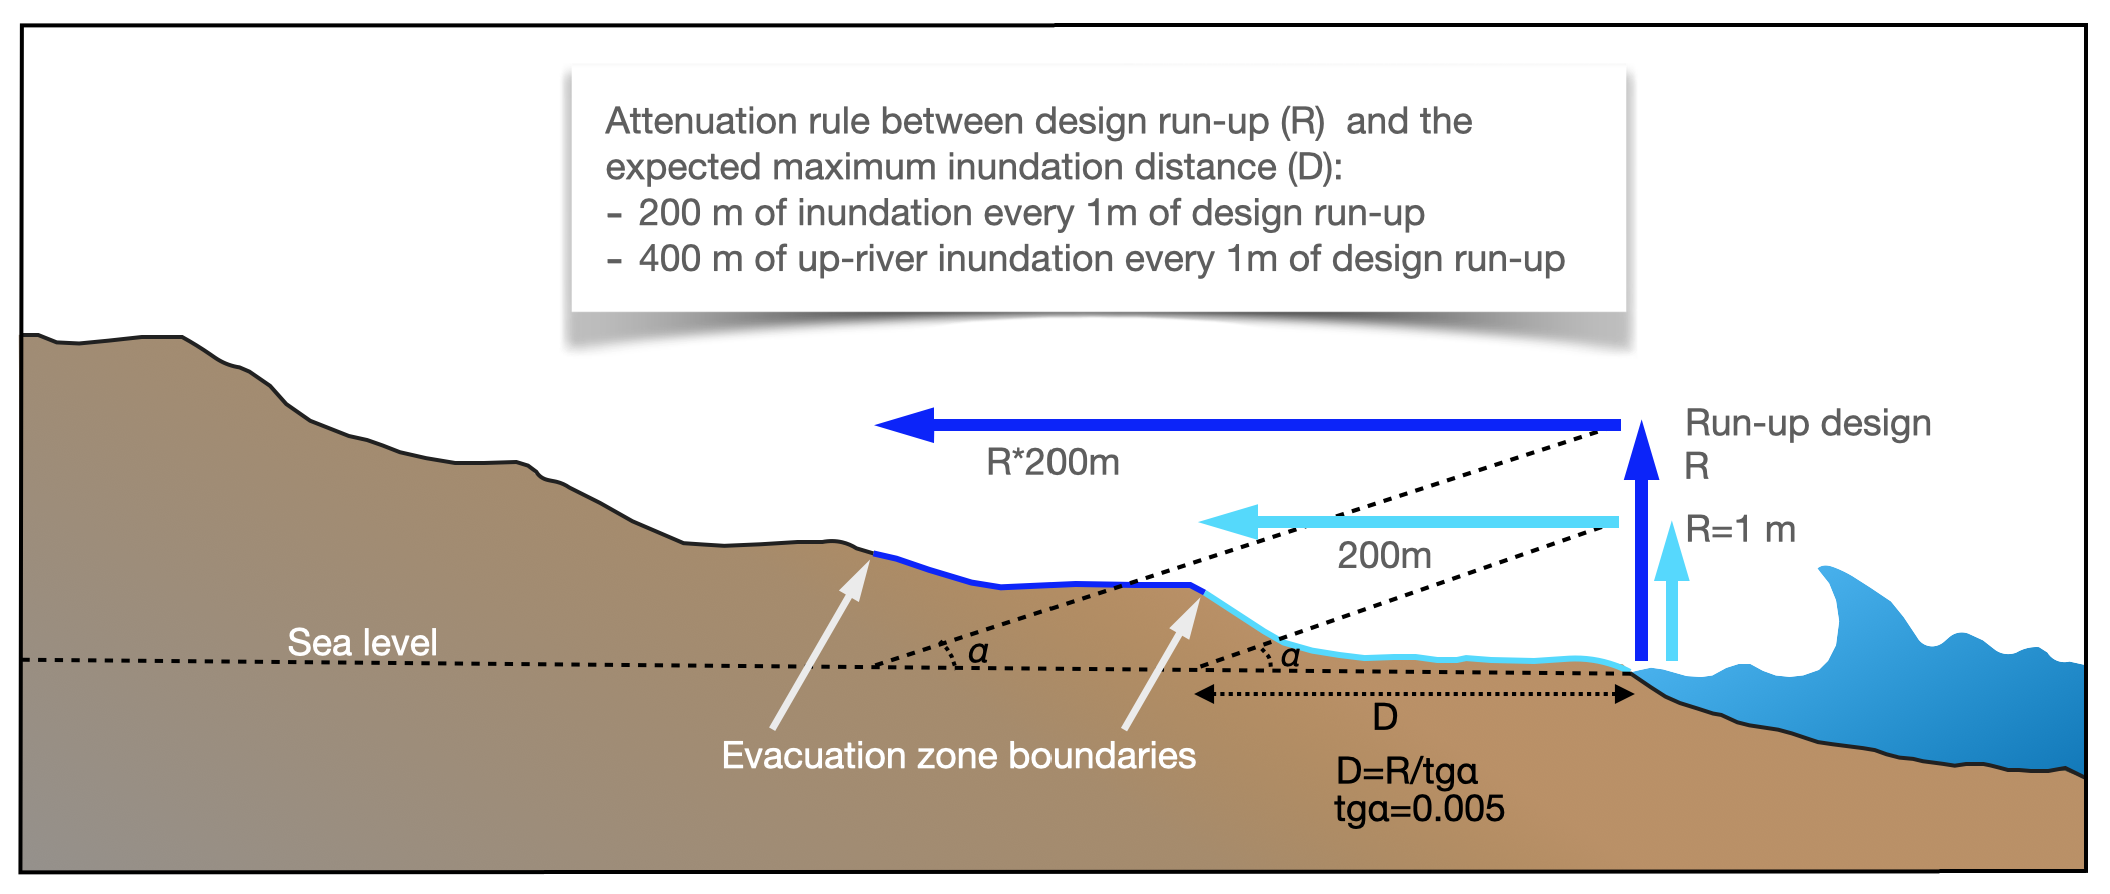 Attenuation rule between design run-up (R)  and the
expected maximum inundation distance (D):
- 200 m of inundation every 1m of design run-up
- 400 m of up-river inundation every 1m of design run-up
Run-up design
R
R*200m
R=1 m
200m
Sea level
α
α
D
Evacuation zone boundaries
D=R/tgα
tgα=0.005